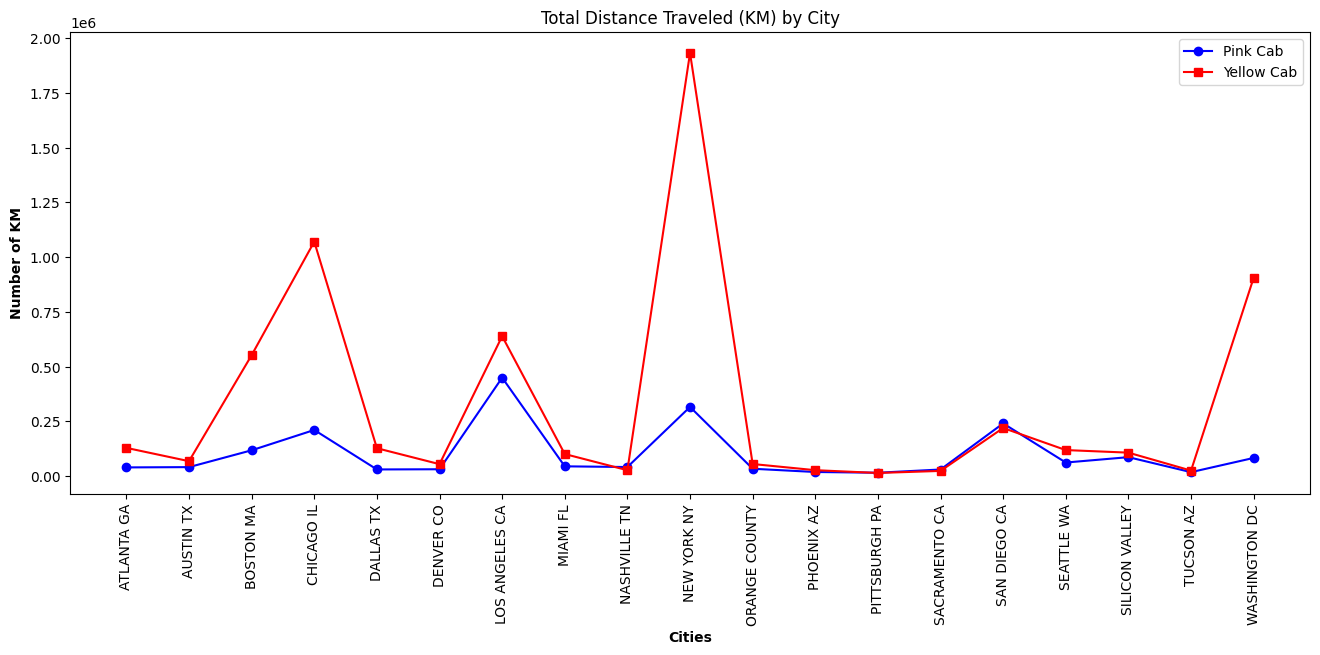 Total Distance Traveled (KM) by City
1e6
2.00
1.75
1.50
1.25
1.00
0.75
0.50
0.25
0.00
Number of KM
Pink Cab
Yellow Cab
ATLANTA GA
AUSTIN TX
BOSTON MA
CHICAGO IL
DALLAS TX
DENVER CO
LOS ANGELES CA
MIAMI FL
NASHVILLE TN
NEW YORK NY
ORANGE COUNTY
PHOENIX AZ
PITTSBURGH PA
SACRAMENTO CA
SAN DIEGO CA
SEATTLE WA
SILICON VALLEY
TUCSON AZ
WASHINGTON DC
Cities